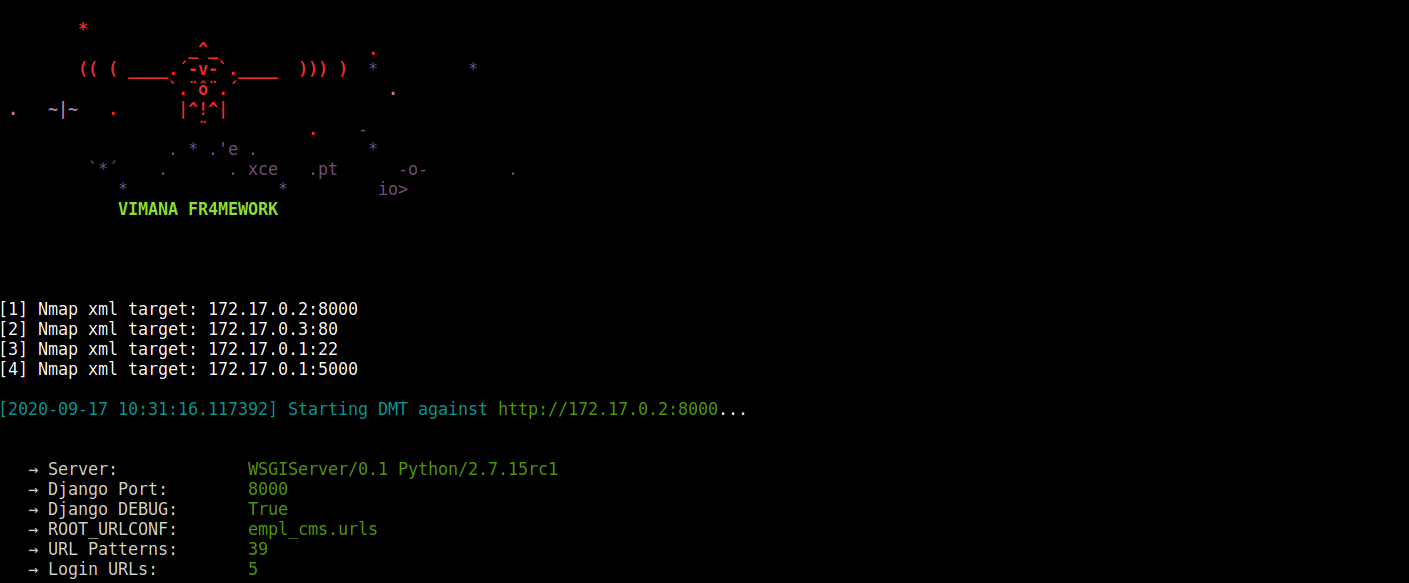 *
_^_ .
(( ( ____.´-v-`.____ ))) ) * *
`.¨ô¨.´ .
. ~|~ . |^!^|
¨ . -
. * .'e . *
`*´ . . xce .pt -o- .
* * io>
VIMANA FR4MEWORK
[1] Nmap xml target: 172.17.0.2:8000
[2] Nmap xml target: 172.17.0.3:80
[3] Nmap xml target: 172.17.0.1:22
[4] Nmap xml target: 172.17.0.1:5000
[2020-09-17 10:31:16.117392] Starting DMT against http://172.17.0.2:8000...
→ Server: WSGIServer/0.1 Python/2.7.15rc1
→ Django Port: 8000
→ Django DEBUG: True
→ ROOT_URLCONF: empl_cms.urls
→ URL Patterns: 39
→ Login URLs: 5